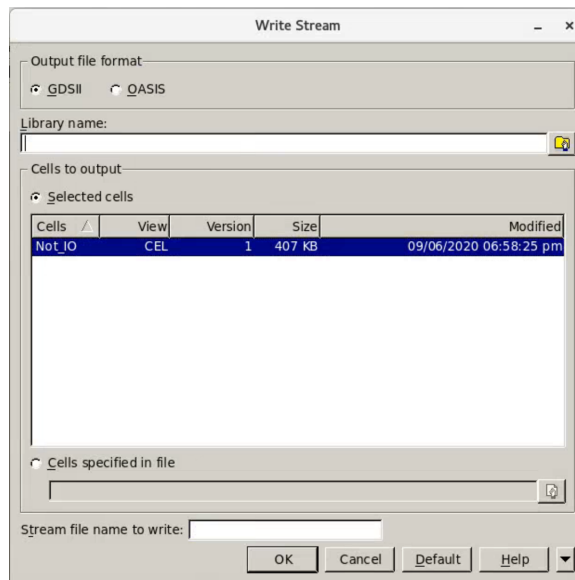 Write Stream
Output file format
GDSII OASIS
Library name:
Cells to output
Selected cells
Cells View Version Size Modified
Not_IO CEL 1 407 KB 09/06/2020 06:58:25 pm
Cells specified in file
Stream file name to write:
OK Cancel Default Help